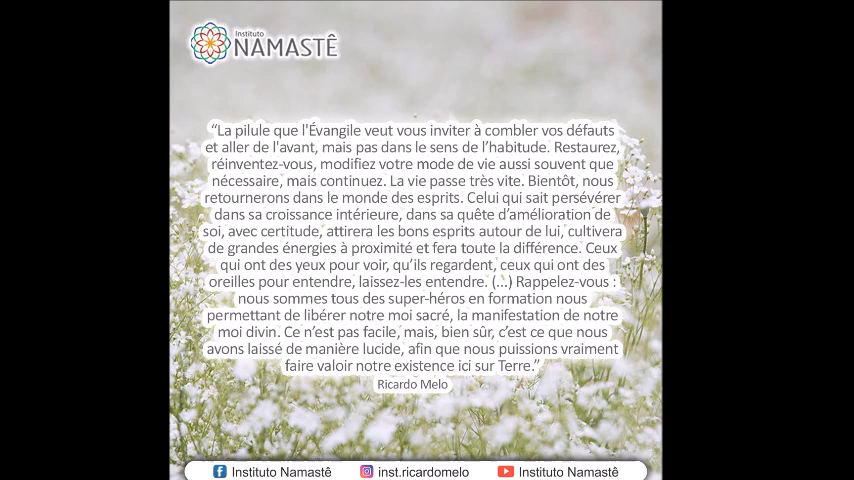 Instituto
NAMASTÊ
“La pilule que l'Évangile veut vous inviter à combler vos défauts
et aller de l'avant, mais pas dans le sens de l’habitude. Restaurez,
réinventez-vous, modifiez votre mode de vie aussi souvent que
nécessaire, mais continuez. La vie passe très vite. Bientôt, nous
retournerons dans le monde des esprits. Celui qui sait persévérer
dans sa croissance intérieure, dans sa quête d’amélioration de
soi, avec certitude, attirera les bons esprits autour de lui, cultivera
de grandes énergies à proximité et fera toute la différence. Ceux
qui ont des yeux pour voir, qu’ils regardent, ceux qui ont des
oreilles pour entendre, laissez-les entendre. (...) Rappelez-vous :
nous sommes tous des super-héros en formation nous
permettant de libérer notre moi sacré, la manifestation de notre
moi divin. Ce n’est pas facile, mais, bien sûr, c’est ce que nous
avons laissé de manière lucide, afin que nous puissions vraiment
faire valoir notre existence ici sur Terre.”
Ricardo Melo
Instituto Namastê
inst.ricardomelo
Instituto Namastê